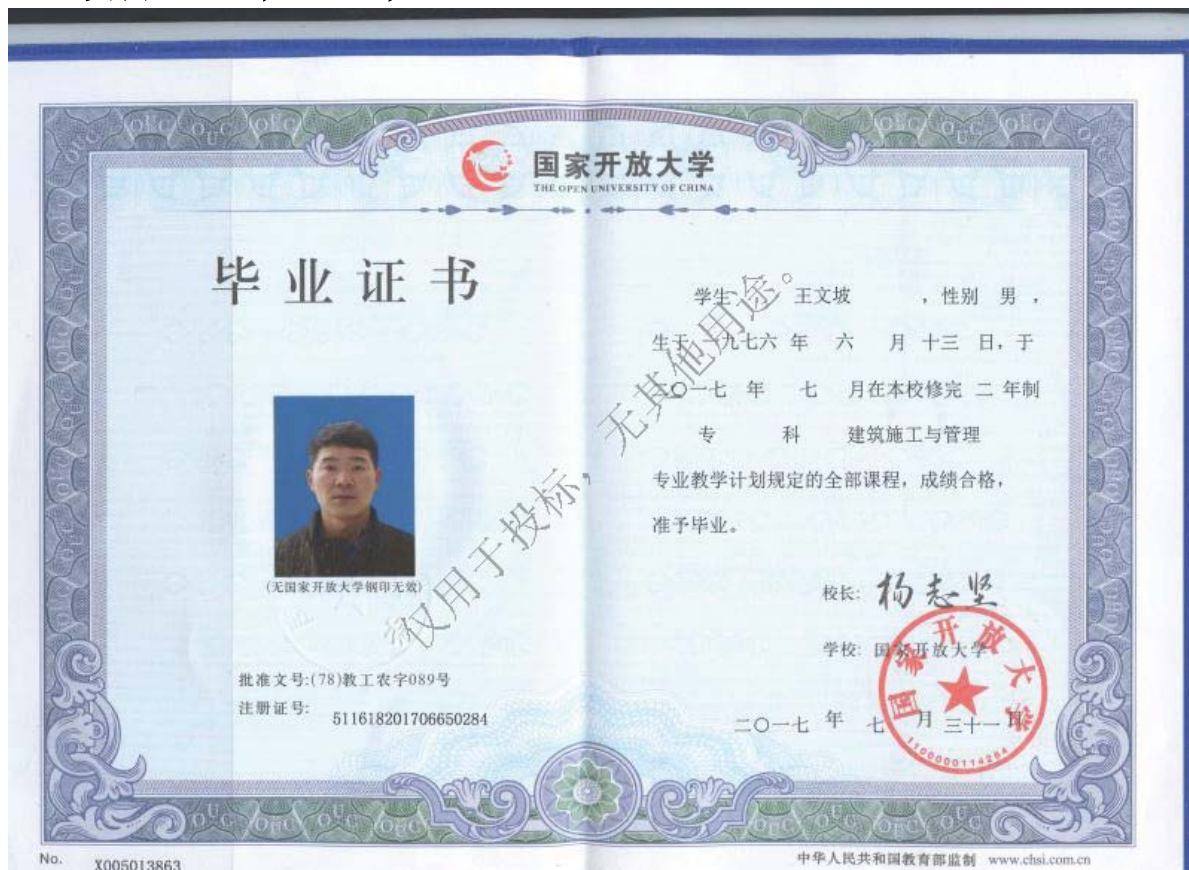 国家开放大学
THE OPEN UNIVERSITY OF CHINA
毕业证书
(无国家开放大学钢印无效)
批准文号:(78)教工农字089号
注册证号: 511618201706650284
学生 王文坡 ,性别 男 ,
生于 一九七六 年 六 月 十三 日,于
二〇一七 年 七 月在本校修完 二 年制
专 科 建筑施工与管理
专业教学计划规定的全部课程,成绩合格,
准予毕业。
校长: 杨志坚
学校: 国家开放大学
二〇一七 年 七 月 三十一 日
国家开放大学
1100000114284
仅用于投标,无其他用途。
No. X005013863
中华人民共和国教育部监制 www.chsi.com.cn